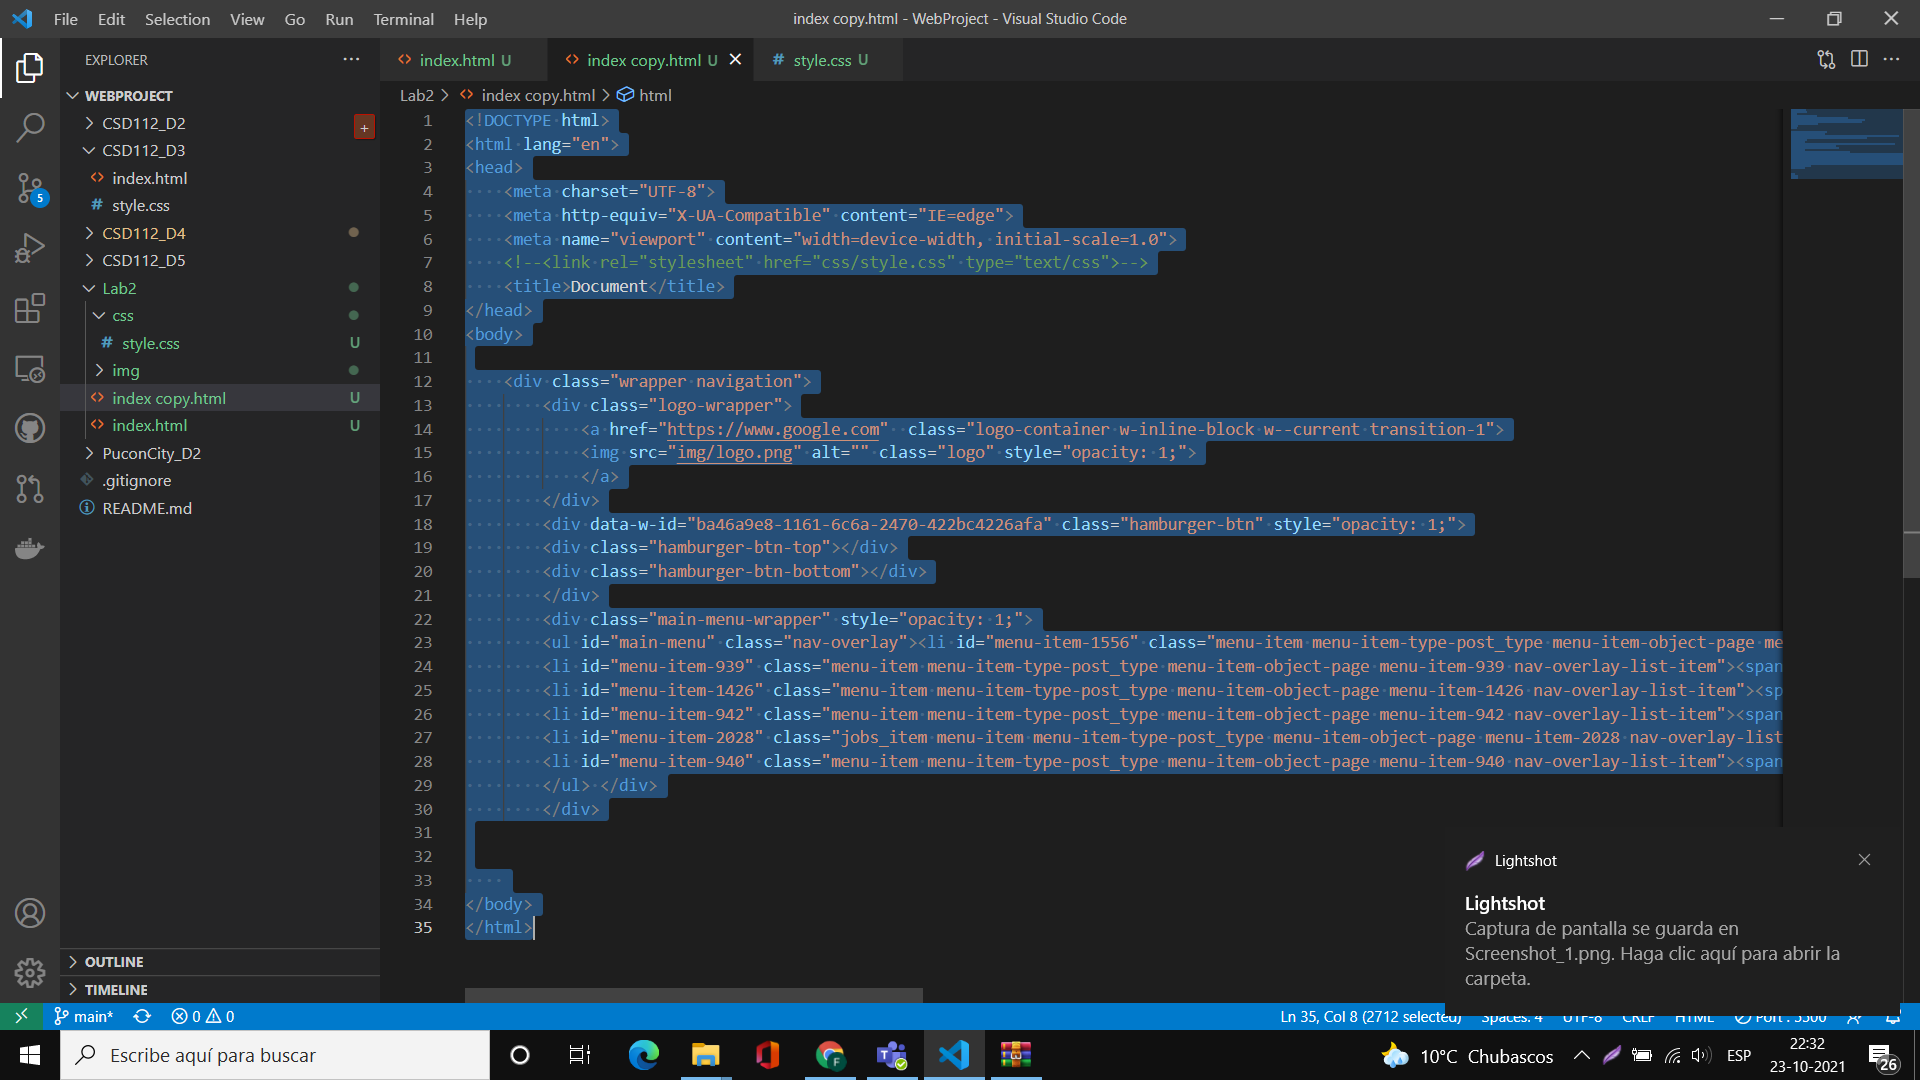 File Edit Selection View Go Run Terminal Help
index copy.html - WebProject - Visual Studio Code
EXPLORER
WEBPROJECT
CSD112_D2
CSD112_D3
index.html
style.css
CSD112_D4
CSD112_D5
Lab2
css
style.css U
img
index copy.html U
index.html U
PuconCity_D2
.gitignore
README.md
OUTLINE
TIMELINE
5
index.html U
index copy.html U
style.css U
Lab2 > index copy.html > html
1 <!DOCTYPE html>
2 <html lang="en">
3 <head>
4 <meta charset="UTF-8">
5 <meta http-equiv="X-UA-Compatible" content="IE=edge">
6 <meta name="viewport" content="width=device-width, initial-scale=1.0">
7 <!--<link rel="stylesheet" href="css/style.css" type="text/css">-->
8 <title>Document</title>
9 </head>
10 <body>
11
12 <div class="wrapper navigation">
13 <div class="logo-wrapper">
14 <a href="https://www.google.com"  class="logo-container w-inline-block w--current transition-1">
15 <img src="img/logo.png" alt="" class="logo" style="opacity: 1;">
16 </a>
17 </div>
18 <div data-w-id="ba46a9e8-1161-6c6a-2470-422bc4226afa" class="hamburger-btn" style="opacity: 1;">
19 <div class="hamburger-btn-top"></div>
20 <div class="hamburger-btn-bottom"></div>
21 </div>
22 <div class="main-menu-wrapper" style="opacity: 1;">
23 <ul id="main-menu" class="nav-overlay"><li id="menu-item-1556" class="menu-item menu-item-type-post_type menu-item-object-page me
24 <li id="menu-item-939" class="menu-item menu-item-type-post_type menu-item-object-page menu-item-939 nav-overlay-list-item"><span
25 <li id="menu-item-1426" class="menu-item menu-item-type-post_type menu-item-object-page menu-item-1426 nav-overlay-list-item"><sp
26 <li id="menu-item-942" class="menu-item menu-item-type-post_type menu-item-object-page menu-item-942 nav-overlay-list-item"><span
27 <li id="menu-item-2028" class="jobs_item menu-item menu-item-type-post_type menu-item-object-page menu-item-2028 nav-overlay-list
28 <li id="menu-item-940" class="menu-item menu-item-type-post_type menu-item-object-page menu-item-940 nav-overlay-list-item"><span
29 </ul> </div>
30 </div>
31
32
33
34 </body>
35 </html>
Lightshot
Lightshot
Captura de pantalla se guarda en
Screenshot_1.png. Haga clic aquí para abrir la
carpeta.
main* 0 0
Ln 35, Col 8 (2712 selected) Spaces: 4 UTF-8 CRLF HTML Port : 5500
Escribe aquí para buscar
10°C Chubascos
ESP
22:32
23-10-2021
26